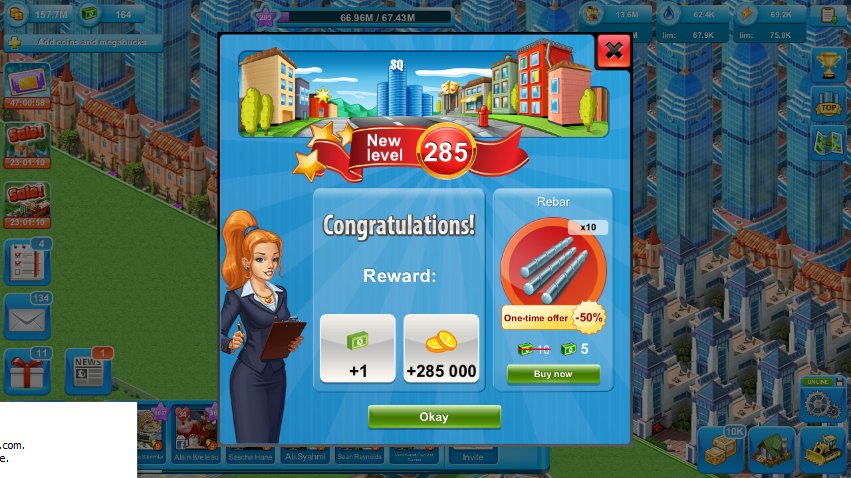 157.7M
164
285
66.96M / 67.43M
13.6M
62.4K
69.2K
lim: 67.9K
lim: 75.8K
Add coins and megabucks
SQ
47:00:58
TOP
New
level
285
Sale!
23:01:10
Rebar
x10
Congratulations!
Sale!
23:01:10
Reward:
4
One-time offer
-50%
134
10
5
+1
+285 000
Buy now
11
NEWS
1
ONLINE
Okay
10K
.com.
e.
Sascha Hane
Ali Syahmi
Sean Reynolds
Invite